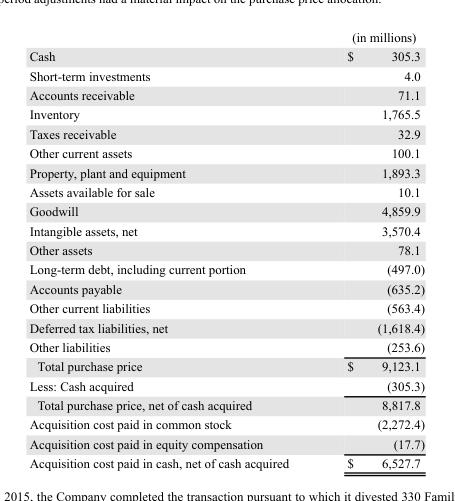 period adjustments had a material impact on the purchase price allocation.
(in millions)
Cash $ 305.3
Short-term investments 4.0
Accounts receivable 71.1
Inventory 1,765.5
Taxes receivable 32.9
Other current assets 100.1
Property, plant and equipment 1,893.3
Assets available for sale 10.1
Goodwill 4,859.9
Intangible assets, net 3,570.4
Other assets 78.1
Long-term debt, including current portion (497.0)
Accounts payable (635.2)
Other current liabilities (563.4)
Deferred tax liabilities, net (1,618.4)
Other liabilities (253.6)
Total purchase price $ 9,123.1
Less: Cash acquired (305.3)
Total purchase price, net of cash acquired 8,817.8
Acquisition cost paid in common stock (2,272.4)
Acquisition cost paid in equity compensation (17.7)
Acquisition cost paid in cash, net of cash acquired $ 6,527.7
2015, the Company completed the transaction pursuant to which it divested 330 Famil